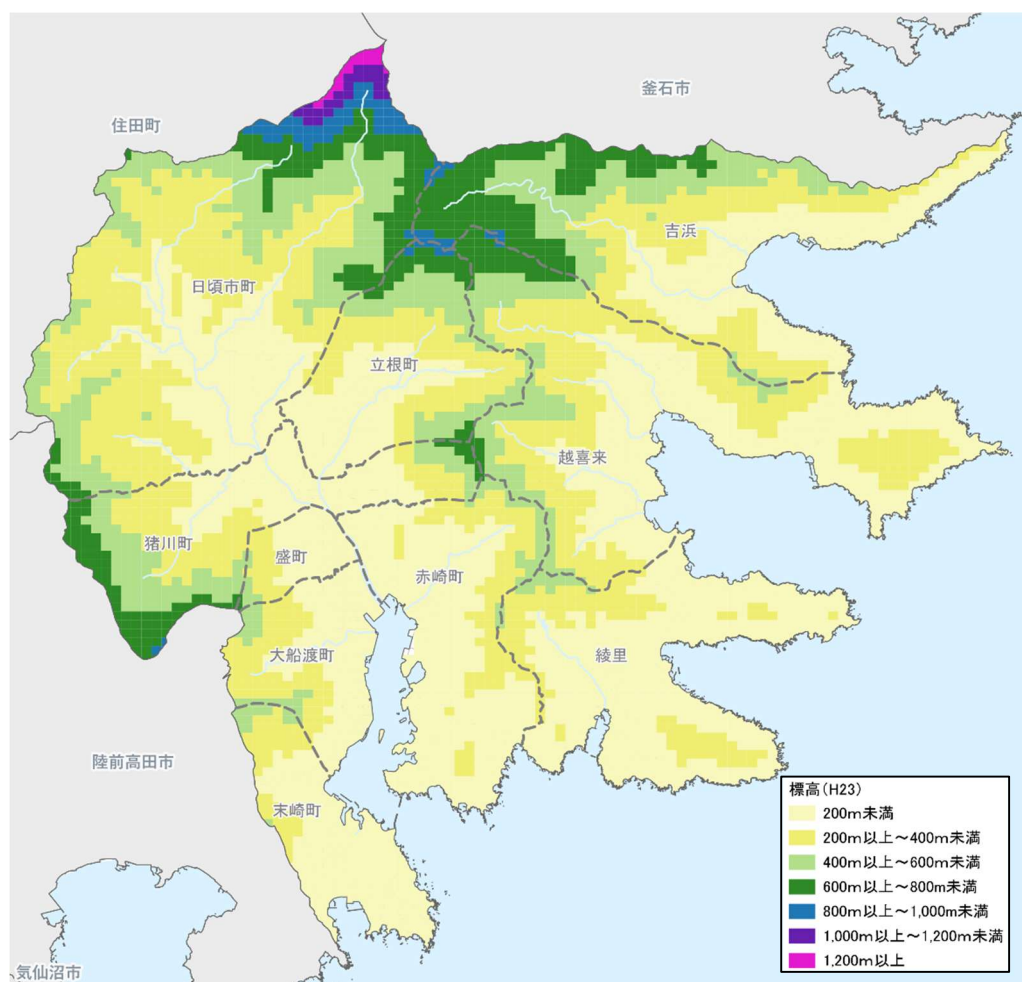 釜石市
住田町
吉浜
日頃市町
立根町
越喜来
猪川町
盛町
赤崎町
大船渡町
綾里
陸前高田市
末崎町
気仙沼市
標高(H23)
200m未満
200m以上～400m未満
400m以上～600m未満
600m以上～800m未満
800m以上～1,000m未満
1,000m以上～1,200m未満
1,200m以上